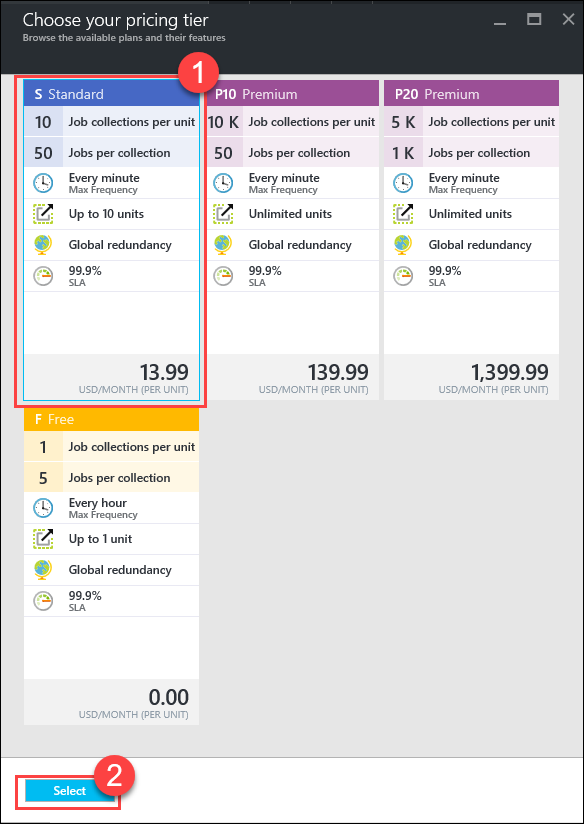 Choose your pricing tier
Browse the available plans and their features
1
S Standard
10 Job collections per unit
50 Jobs per collection
Every minute
Max Frequency
Up to 10 units
Global redundancy
99.9%
SLA
13.99
USD/MONTH (PER UNIT)
P10 Premium
10 K Job collections per unit
50 Jobs per collection
Every minute
Max Frequency
Unlimited units
Global redundancy
99.9%
SLA
139.99
USD/MONTH (PER UNIT)
P20 Premium
5 K Job collections per unit
1 K Jobs per collection
Every minute
Max Frequency
Unlimited units
Global redundancy
99.9%
SLA
1,399.99
USD/MONTH (PER UNIT)
F Free
1 Job collections per unit
5 Jobs per collection
Every hour
Max Frequency
Up to 1 unit
Global redundancy
99.9%
SLA
0.00
USD/MONTH (PER UNIT)
2
Select